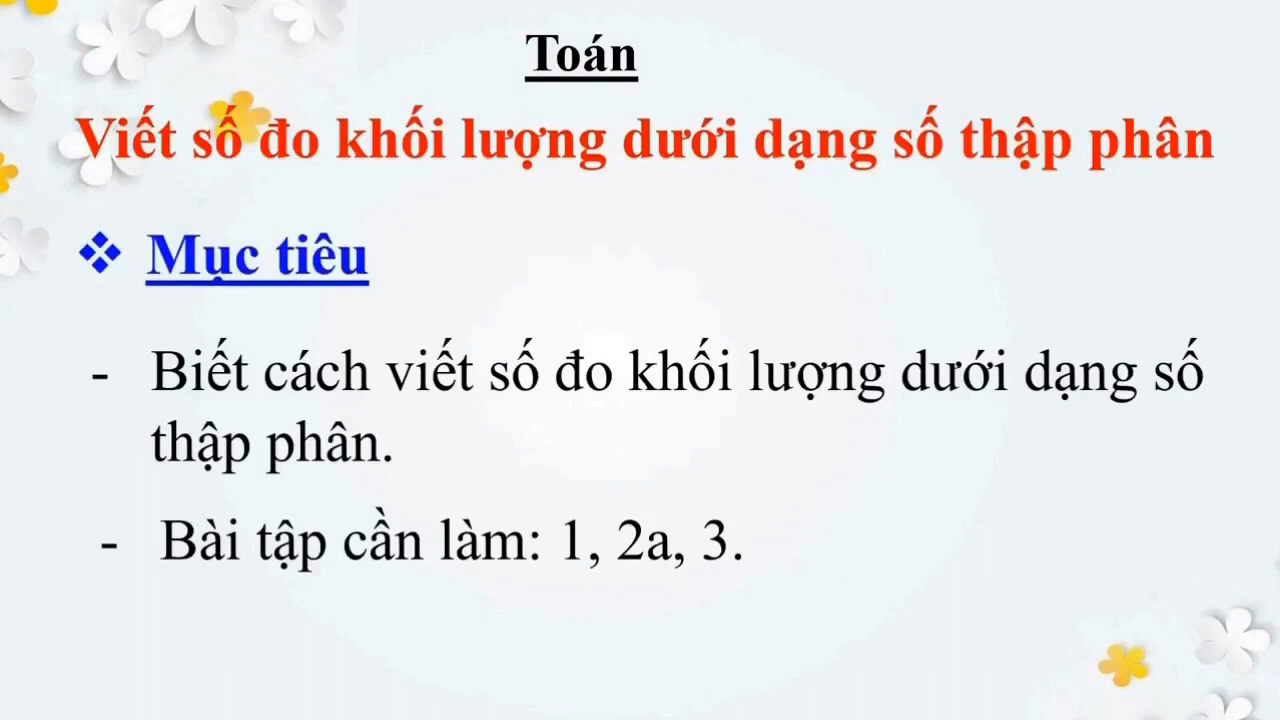 Toán
Viết số đo khối lượng dưới dạng số thập phân
❖ Mục tiêu
- Biết cách viết số đo khối lượng dưới dạng số
thập phân.
- Bài tập cần làm: 1, 2a, 3.